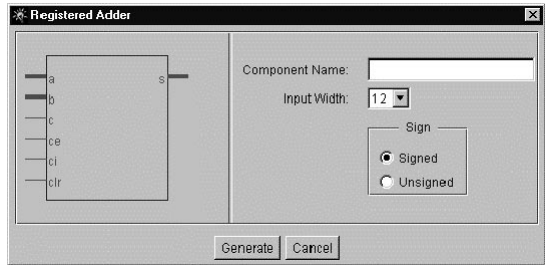 Registered Adder
a
s
b
c
ce
ci
clr
Component Name:
Input Width: 12
Sign
Signed
Unsigned
Generate Cancel